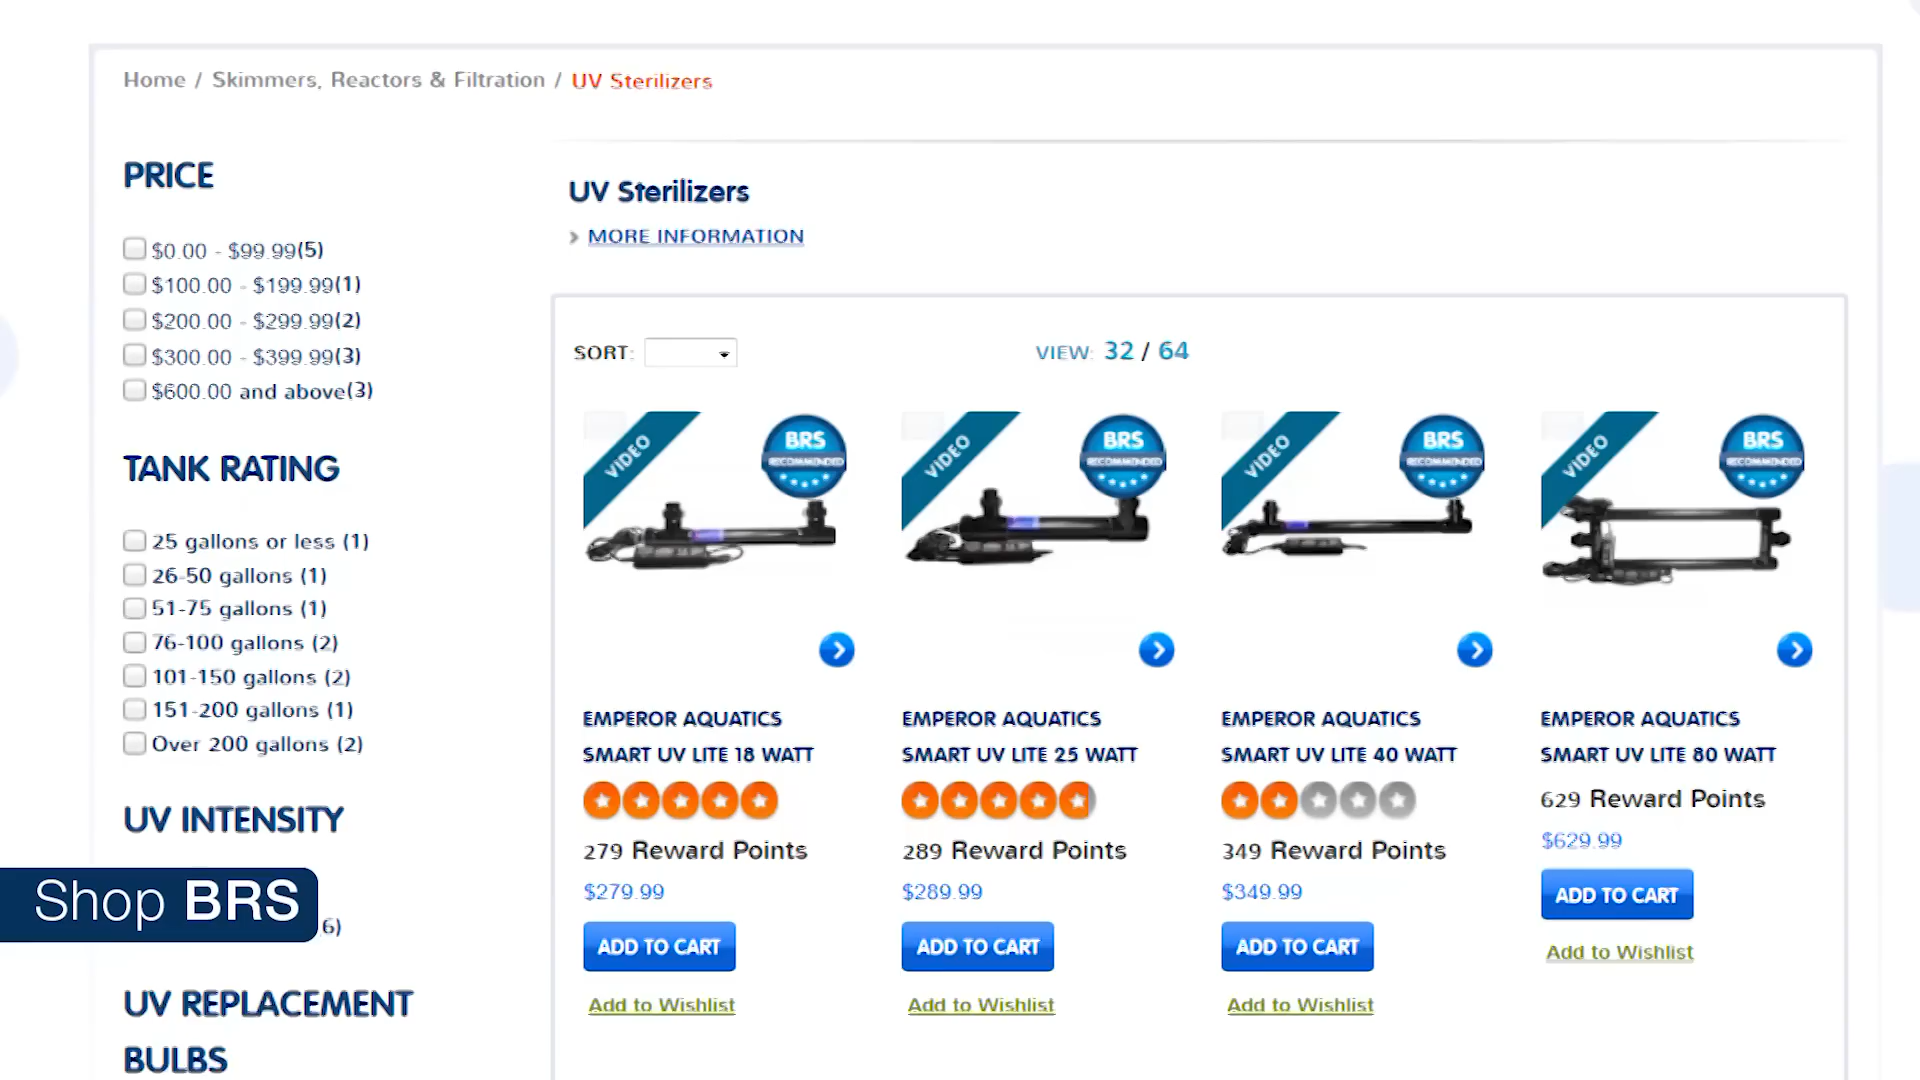 Home / Skimmers, Reactors & Filtration / UV Sterilizers
PRICE
$0.00 - $99.99(5)
$100.00 - $199.99(1)
$200.00 - $299.99(2)
$300.00 - $399.99(3)
$600.00 and above(3)
TANK RATING
25 gallons or less (1)
26-50 gallons (1)
51-75 gallons (1)
76-100 gallons (2)
101-150 gallons (2)
151-200 gallons (1)
Over 200 gallons (2)
UV INTENSITY
6)
Shop BRS
UV REPLACEMENT
BULBS
UV Sterilizers
MORE INFORMATION
SORT:
VIEW: 32 / 64
VIDEO
BRS
RECOMMENDED
EMPEROR AQUATICS
SMART UV LITE 18 WATT
279 Reward Points
$279.99
ADD TO CART
Add to Wishlist
VIDEO
BRS
RECOMMENDED
EMPEROR AQUATICS
SMART UV LITE 25 WATT
289 Reward Points
$289.99
ADD TO CART
Add to Wishlist
VIDEO
BRS
RECOMMENDED
EMPEROR AQUATICS
SMART UV LITE 40 WATT
349 Reward Points
$349.99
ADD TO CART
Add to Wishlist
VIDEO
BRS
RECOMMENDED
EMPEROR AQUATICS
SMART UV LITE 80 WATT
629 Reward Points
$629.99
ADD TO CART
Add to Wishlist